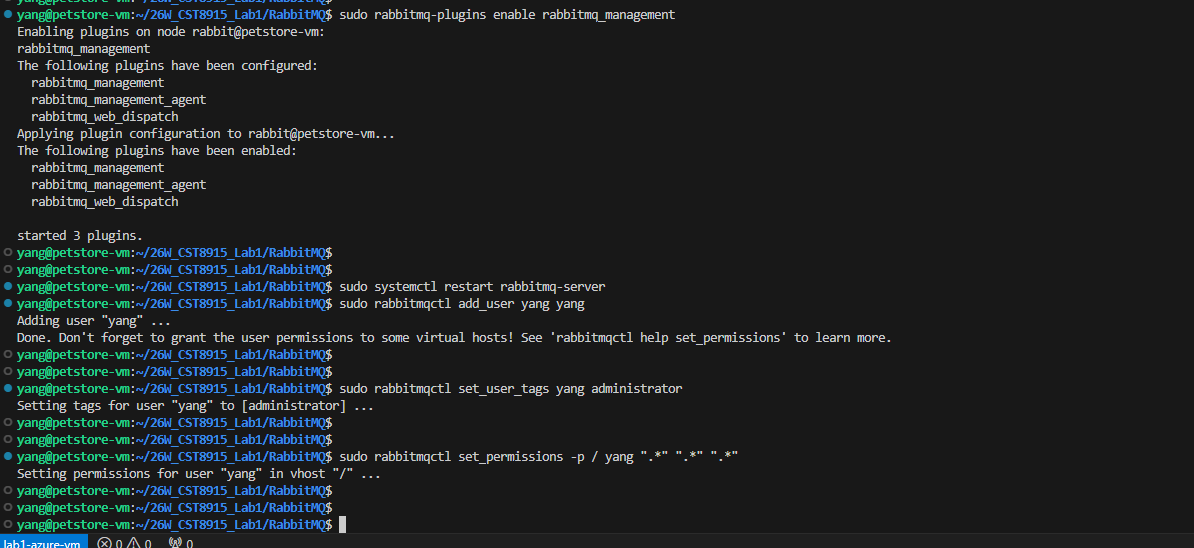 yang@petstore-vm:~/26W_CST8915_Lab1/RabbitMQ$
yang@petstore-vm:~/26W_CST8915_Lab1/RabbitMQ$ sudo rabbitmq-plugins enable rabbitmq_management
Enabling plugins on node rabbit@petstore-vm:
rabbitmq_management
The following plugins have been configured:
  rabbitmq_management
  rabbitmq_management_agent
  rabbitmq_web_dispatch
Applying plugin configuration to rabbit@petstore-vm...
The following plugins have been enabled:
  rabbitmq_management
  rabbitmq_management_agent
  rabbitmq_web_dispatch

started 3 plugins.
yang@petstore-vm:~/26W_CST8915_Lab1/RabbitMQ$
yang@petstore-vm:~/26W_CST8915_Lab1/RabbitMQ$
yang@petstore-vm:~/26W_CST8915_Lab1/RabbitMQ$ sudo systemctl restart rabbitmq-server
yang@petstore-vm:~/26W_CST8915_Lab1/RabbitMQ$ sudo rabbitmqctl add_user yang yang
Adding user "yang" ...
Done. Don't forget to grant the user permissions to some virtual hosts! See 'rabbitmqctl help set_permissions' to learn more.
yang@petstore-vm:~/26W_CST8915_Lab1/RabbitMQ$
yang@petstore-vm:~/26W_CST8915_Lab1/RabbitMQ$
yang@petstore-vm:~/26W_CST8915_Lab1/RabbitMQ$ sudo rabbitmqctl set_user_tags yang administrator
Setting tags for user "yang" to [administrator] ...
yang@petstore-vm:~/26W_CST8915_Lab1/RabbitMQ$
yang@petstore-vm:~/26W_CST8915_Lab1/RabbitMQ$
yang@petstore-vm:~/26W_CST8915_Lab1/RabbitMQ$ sudo rabbitmqctl set_permissions -p / yang ".*" ".*" ".*"
Setting permissions for user "yang" in vhost "/" ...
yang@petstore-vm:~/26W_CST8915_Lab1/RabbitMQ$
yang@petstore-vm:~/26W_CST8915_Lab1/RabbitMQ$
yang@petstore-vm:~/26W_CST8915_Lab1/RabbitMQ$
lab1-azure-vm 0 0 0